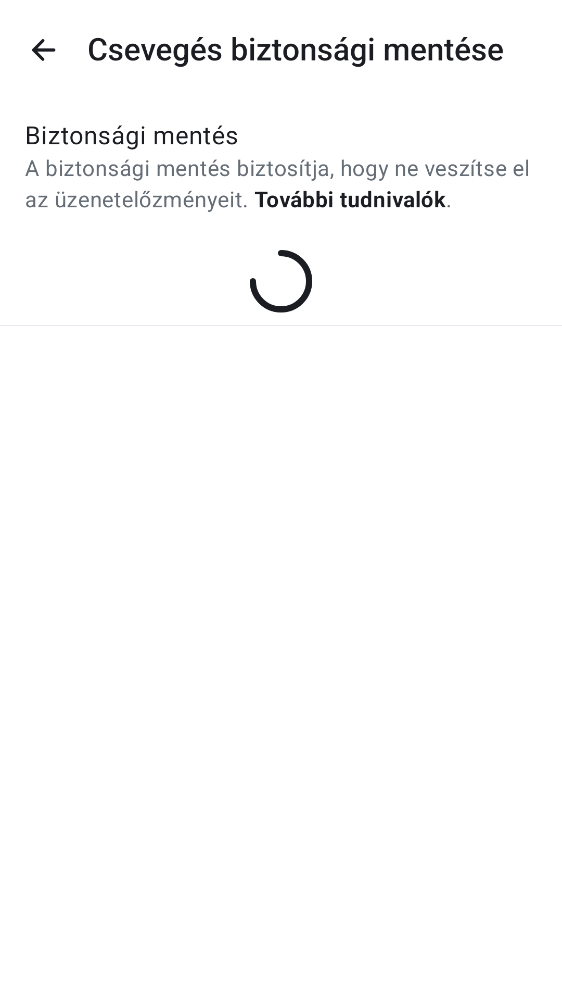 Csevegés biztonsági mentése
Biztonsági mentés
A biztonsági mentés biztosítja, hogy ne veszítse el
az üzenetelőzményeit. További tudnivalók.